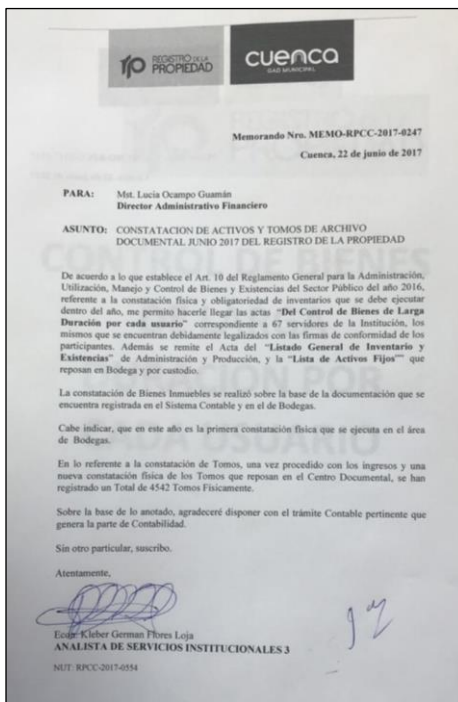 rp REGISTRO DE LA
PROPIEDAD
CUENCA
GAD MUNICIPAL
Memorando Nro. MEMO-RPCC-2017-0247
Cuenca, 22 de junio de 2017
PARA: Mst. Lucia Ocampo Guamán
Director Administrativo Financiero
ASUNTO: CONSTATACION DE ACTIVOS Y TOMOS DE ARCHIVO
DOCUMENTAL JUNIO 2017 DEL REGISTRO DE LA PROPIEDAD
De acuerdo a lo que establece el Art. 10 del Reglamento General para la Administración,
Utilización, Manejo y Control de Bienes y Existencias del Sector Público del año 2016,
referente a la constatación física y obligatoriedad de inventarios que se debe ejecutar
dentro del año, me permito hacerle llegar las actas “Del Control de Bienes de Larga
Duración por cada usuario” correspondiente a 67 servidores de la Institución, los
mismos que se encuentran debidamente legalizados con las firmas de conformidad de los
participantes. Además se remite el Acta del “Listado General de Inventario y
Existencias” de Administración y Producción, y la “Lista de Activos Fijos”” que
reposan en Bodega y por custodio.
La constatación de Bienes Inmuebles se realizó sobre la base de la documentación que se
encuentra registrada en el Sistema Contable y en el de Bodegas.
Cabe indicar, que en este año es la primera constatación física que se ejecuta en el área
de Bodegas.
En lo referente a la constatación de Tomos, una vez procedido con los ingresos y una
nueva constatación física de los Tomos que reposan en el Centro Documental, se han
registrado un Total de 4542 Tomos Físicamente.
Sobre la base de lo anotado, agradeceré disponer con el trámite Contable pertinente que
genera la parte de Contabilidad.
Sin otro particular, suscribo.
Atentamente,
Econ. Kleber German Flores Loja
ANALISTA DE SERVICIOS INSTITUCIONALES 3
NUT: RPCC-2017-0554